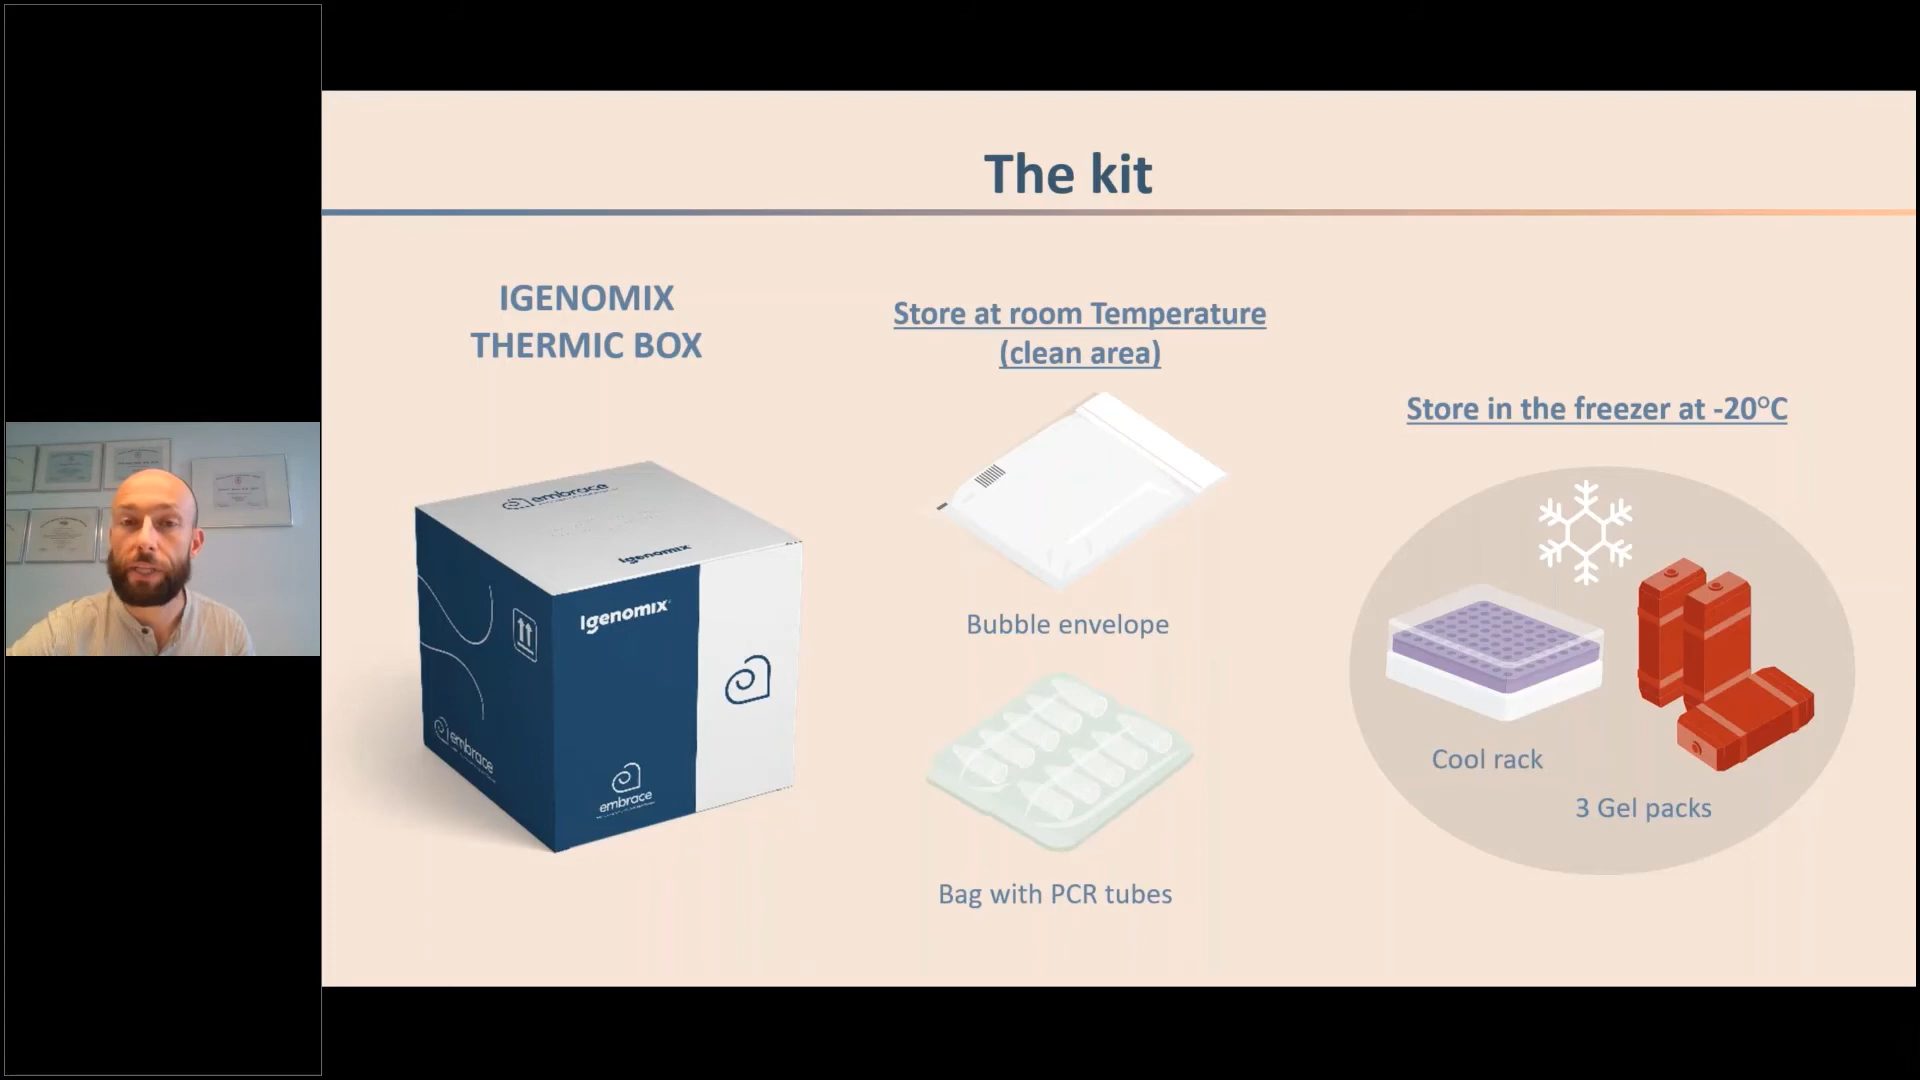 The kit
IGENOMIX
THERMIC BOX
Store at room Temperature
(clean area)
Store in the freezer at -20°C
embrace
Igenomix
Igenomix
embrace
embrace
Bubble envelope
Bag with PCR tubes
Cool rack
3 Gel packs